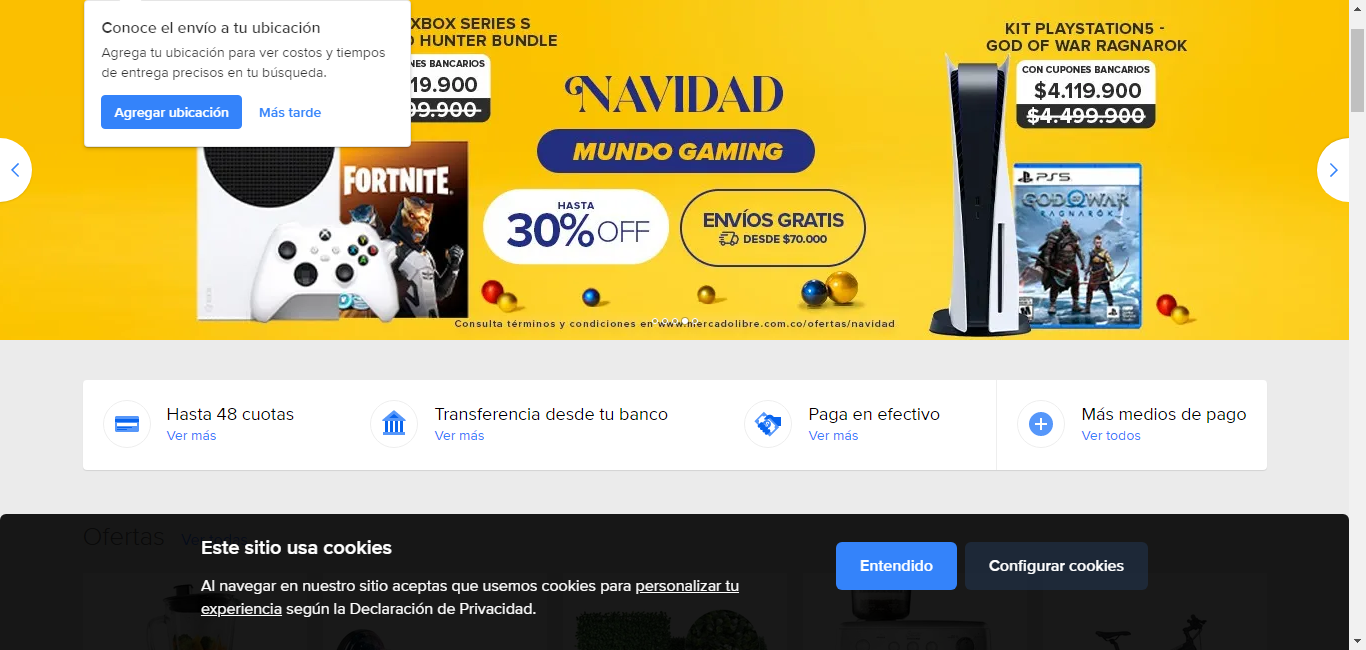 Conoce el envío a tu ubicación
Agrega tu ubicación para ver costos y tiempos
de entrega precisos en tu búsqueda.
Agregar ubicación
Más tarde
XBOX SERIES S
HUNTER BUNDLE
BANCARIOS
19.900
99.900
NAVIDAD
MUNDO GAMING
HASTA
30% OFF
ENVÍOS GRATIS
DESDE $70.000
KIT PLAYSTATION5 -
GOD OF WAR RAGNAROK
CON CUPONES BANCARIOS
$4.119.900
$4.499.900
FORTNITE
PS5
GOD OF WAR
RAGNARÖK
Consulta términos y condiciones en www.mercadolibre.com.co/ofertas/navidad
Hasta 48 cuotas
Ver más
Transferencia desde tu banco
Ver más
Paga en efectivo
Ver más
Más medios de pago
Ver todos
Ofertas
Este sitio usa cookies
Al navegar en nuestro sitio aceptas que usemos cookies para personalizar tu
experiencia según la Declaración de Privacidad.
Entendido
Configurar cookies